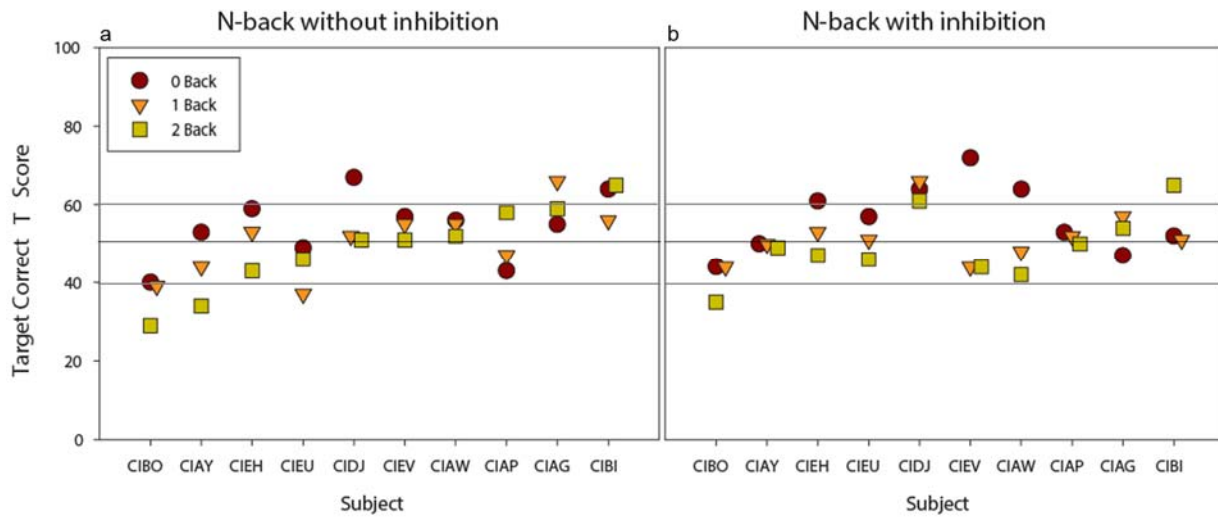 N-back without inhibition
N-back with inhibition
a
b
0 Back
1 Back
2 Back
Target Correct T Score
100
80
60
40
20
0
CIBO CIAY CIEH CIEU CIDJ CIEV CIAW CIAP CIAG CIBI
CIBO CIAY CIEH CIEU CIDJ CIEV CIAW CIAP CIAG CIBI
Subject
Subject